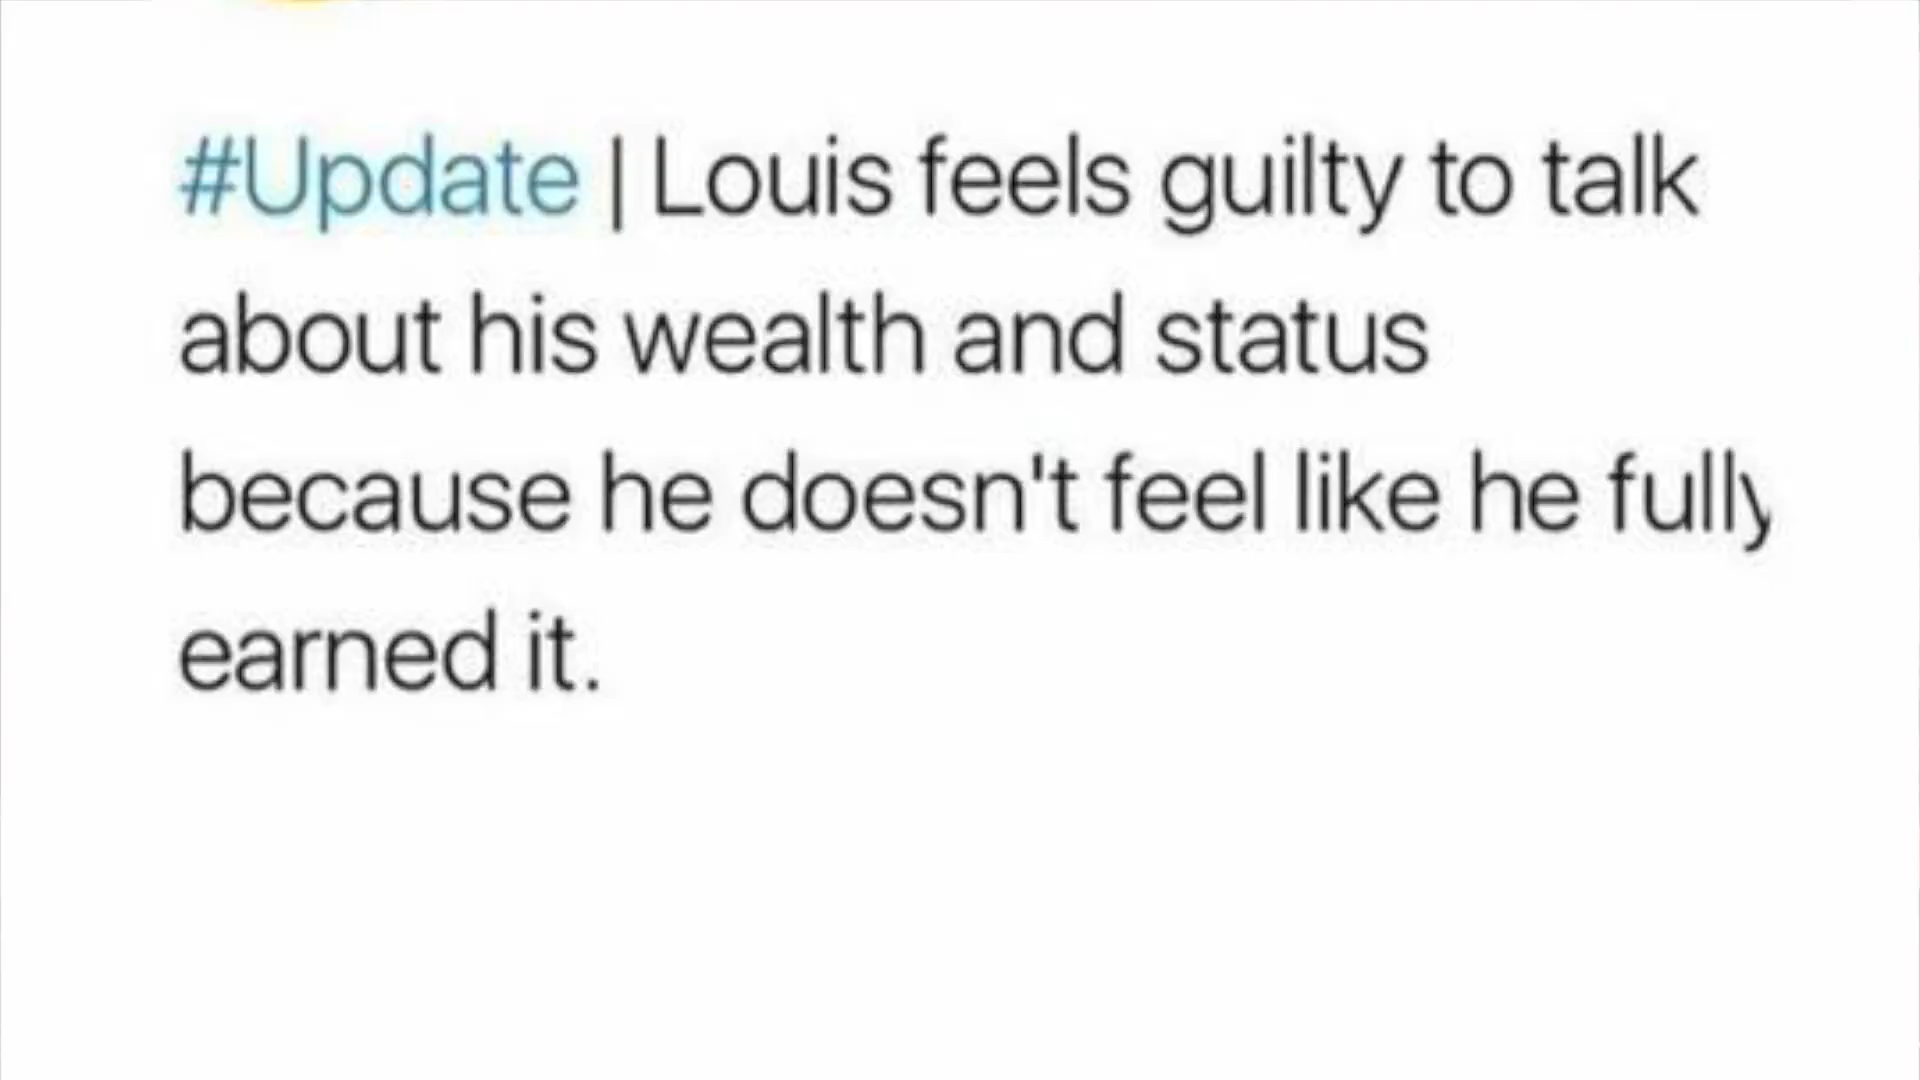 #Update | Louis feels guilty to talk
about his wealth and status
because he doesn't feel like he fully
earned it.